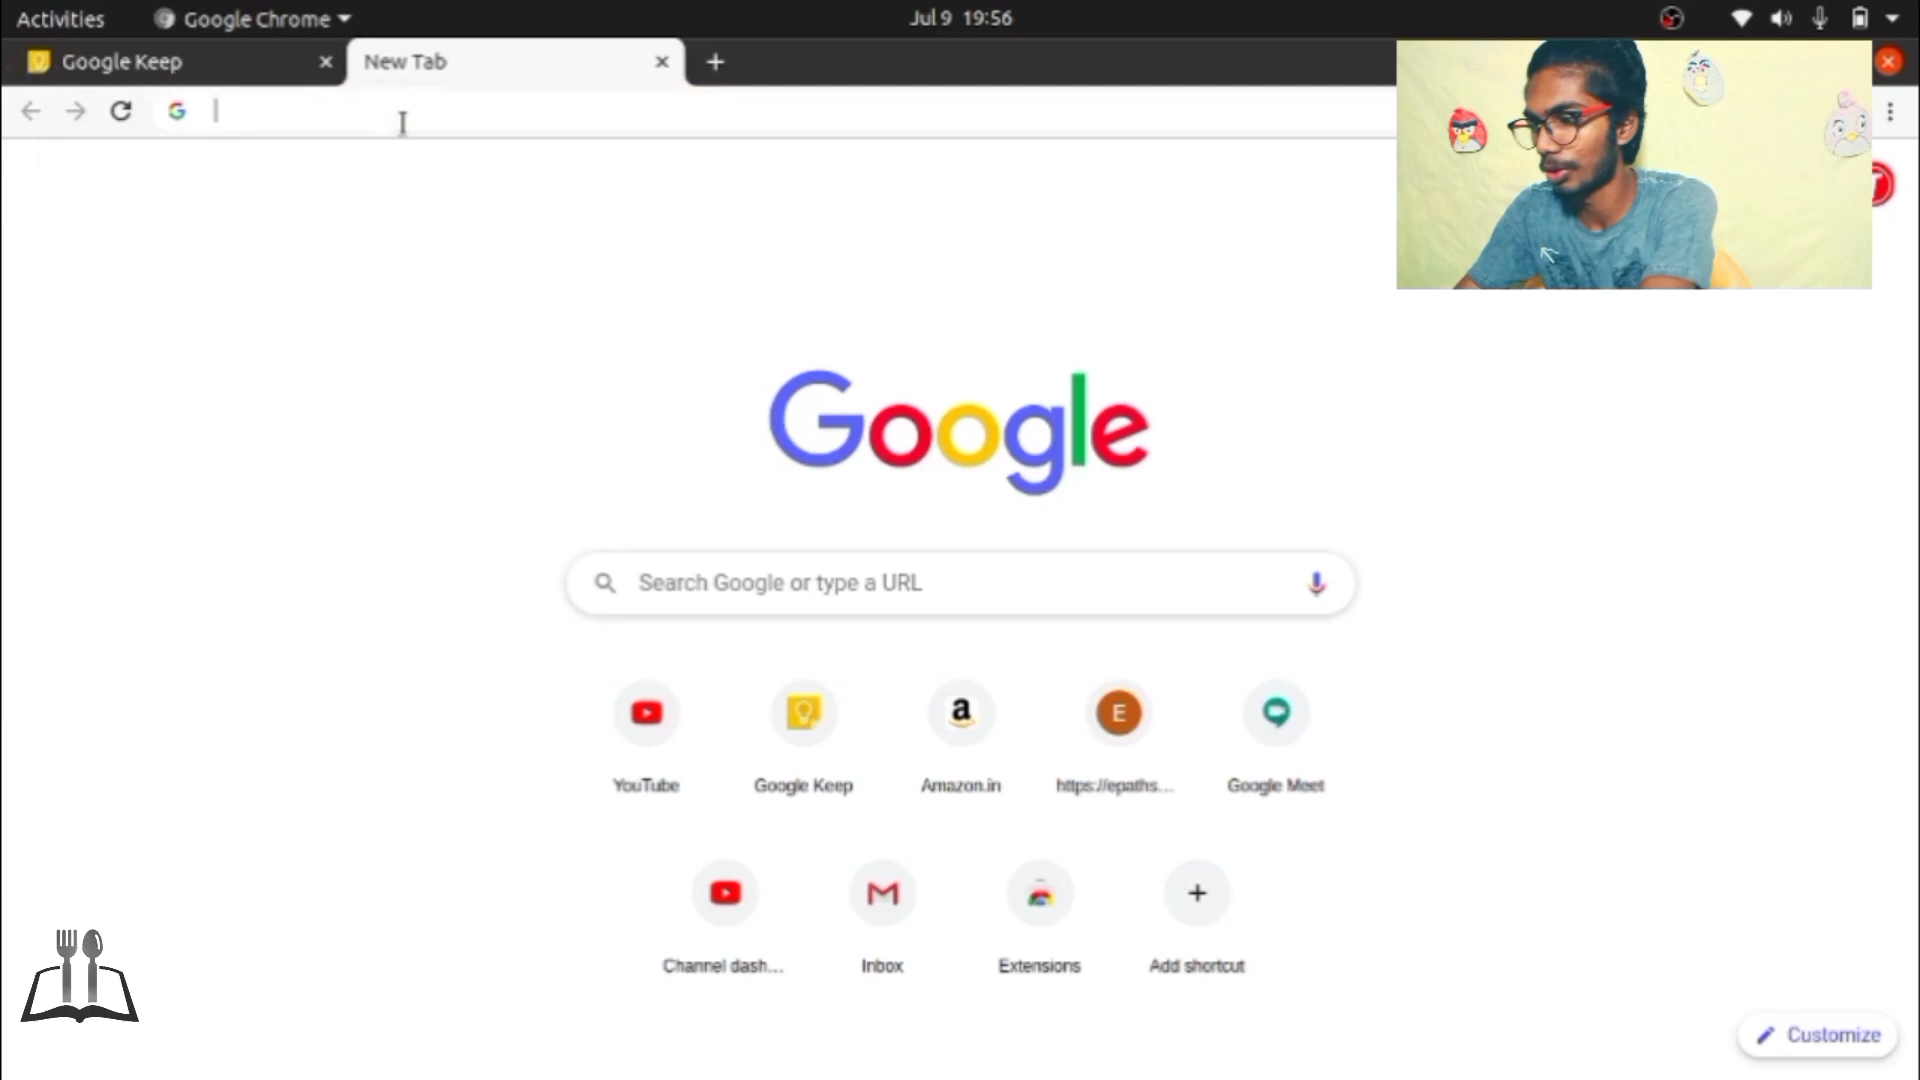 Activities
Google Chrome
Jul 9 19:56
Google Keep
New Tab
Google
Search Google or type a URL
YouTube
Google Keep
Amazon.in
https://epaths...
Google Meet
Channel dash...
Inbox
Extensions
Add shortcut
Customize